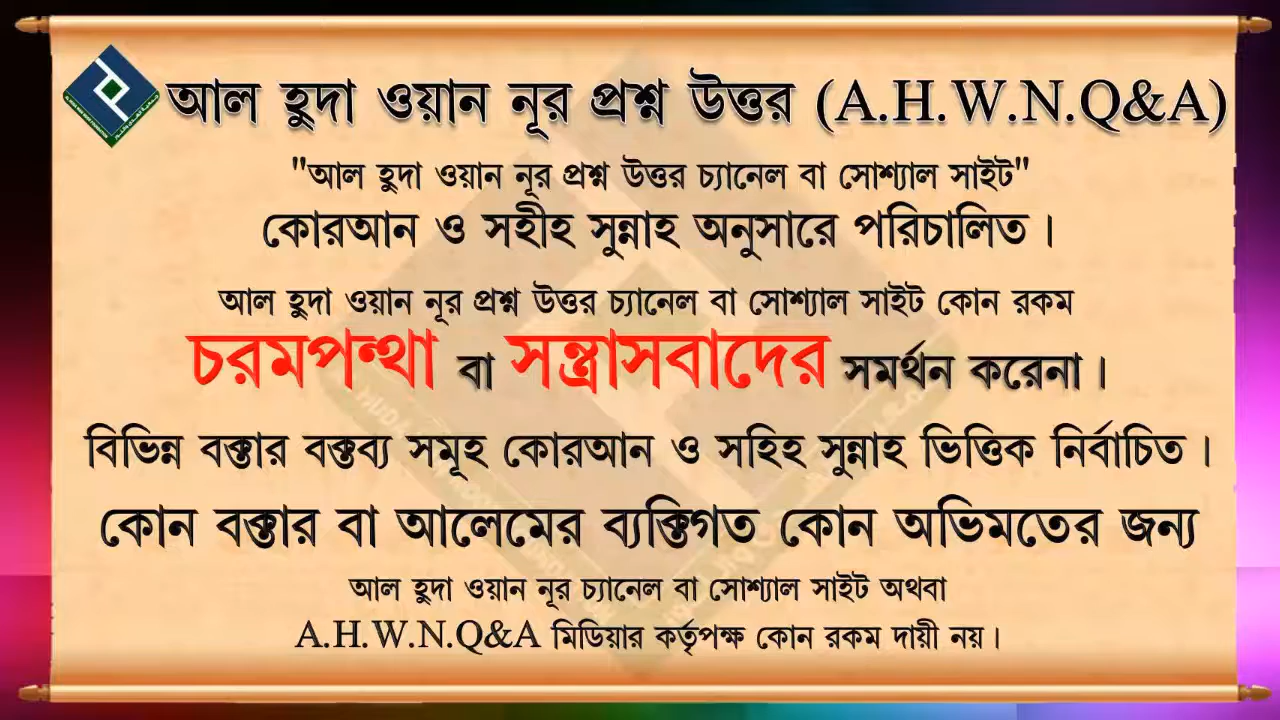 আল হুদা ওয়ান নূর প্রশ্ন উত্তর (A.H.W.N.Q&A)
"আল হুদা ওয়ান নূর প্রশ্ন উত্তর চ্যানেল বা সোশ্যাল সাইট"
কোরআন ও সহীহ সুন্নাহ অনুসারে পরিচালিত।
আল হুদা ওয়ান নূর প্রশ্ন উত্তর চ্যানেল বা সোশ্যাল সাইট কোন রকম
চরমপন্থা বা সন্ত্রাসবাদের সমর্থন করেনা।
বিভিন্ন বক্তার বক্তব্য সমূহ কোরআন ও সহিহ সুন্নাহ ভিত্তিক নির্বাচিত।
কোন বক্তার বা আলেমের ব্যক্তিগত কোন অভিমতের জন্য
আল হুদা ওয়ান নূর চ্যানেল বা সোশ্যাল সাইট অথবা
A.H.W.N.Q&A মিডিয়ার কর্তৃপক্ষ কোন রকম দায়ী নয়।